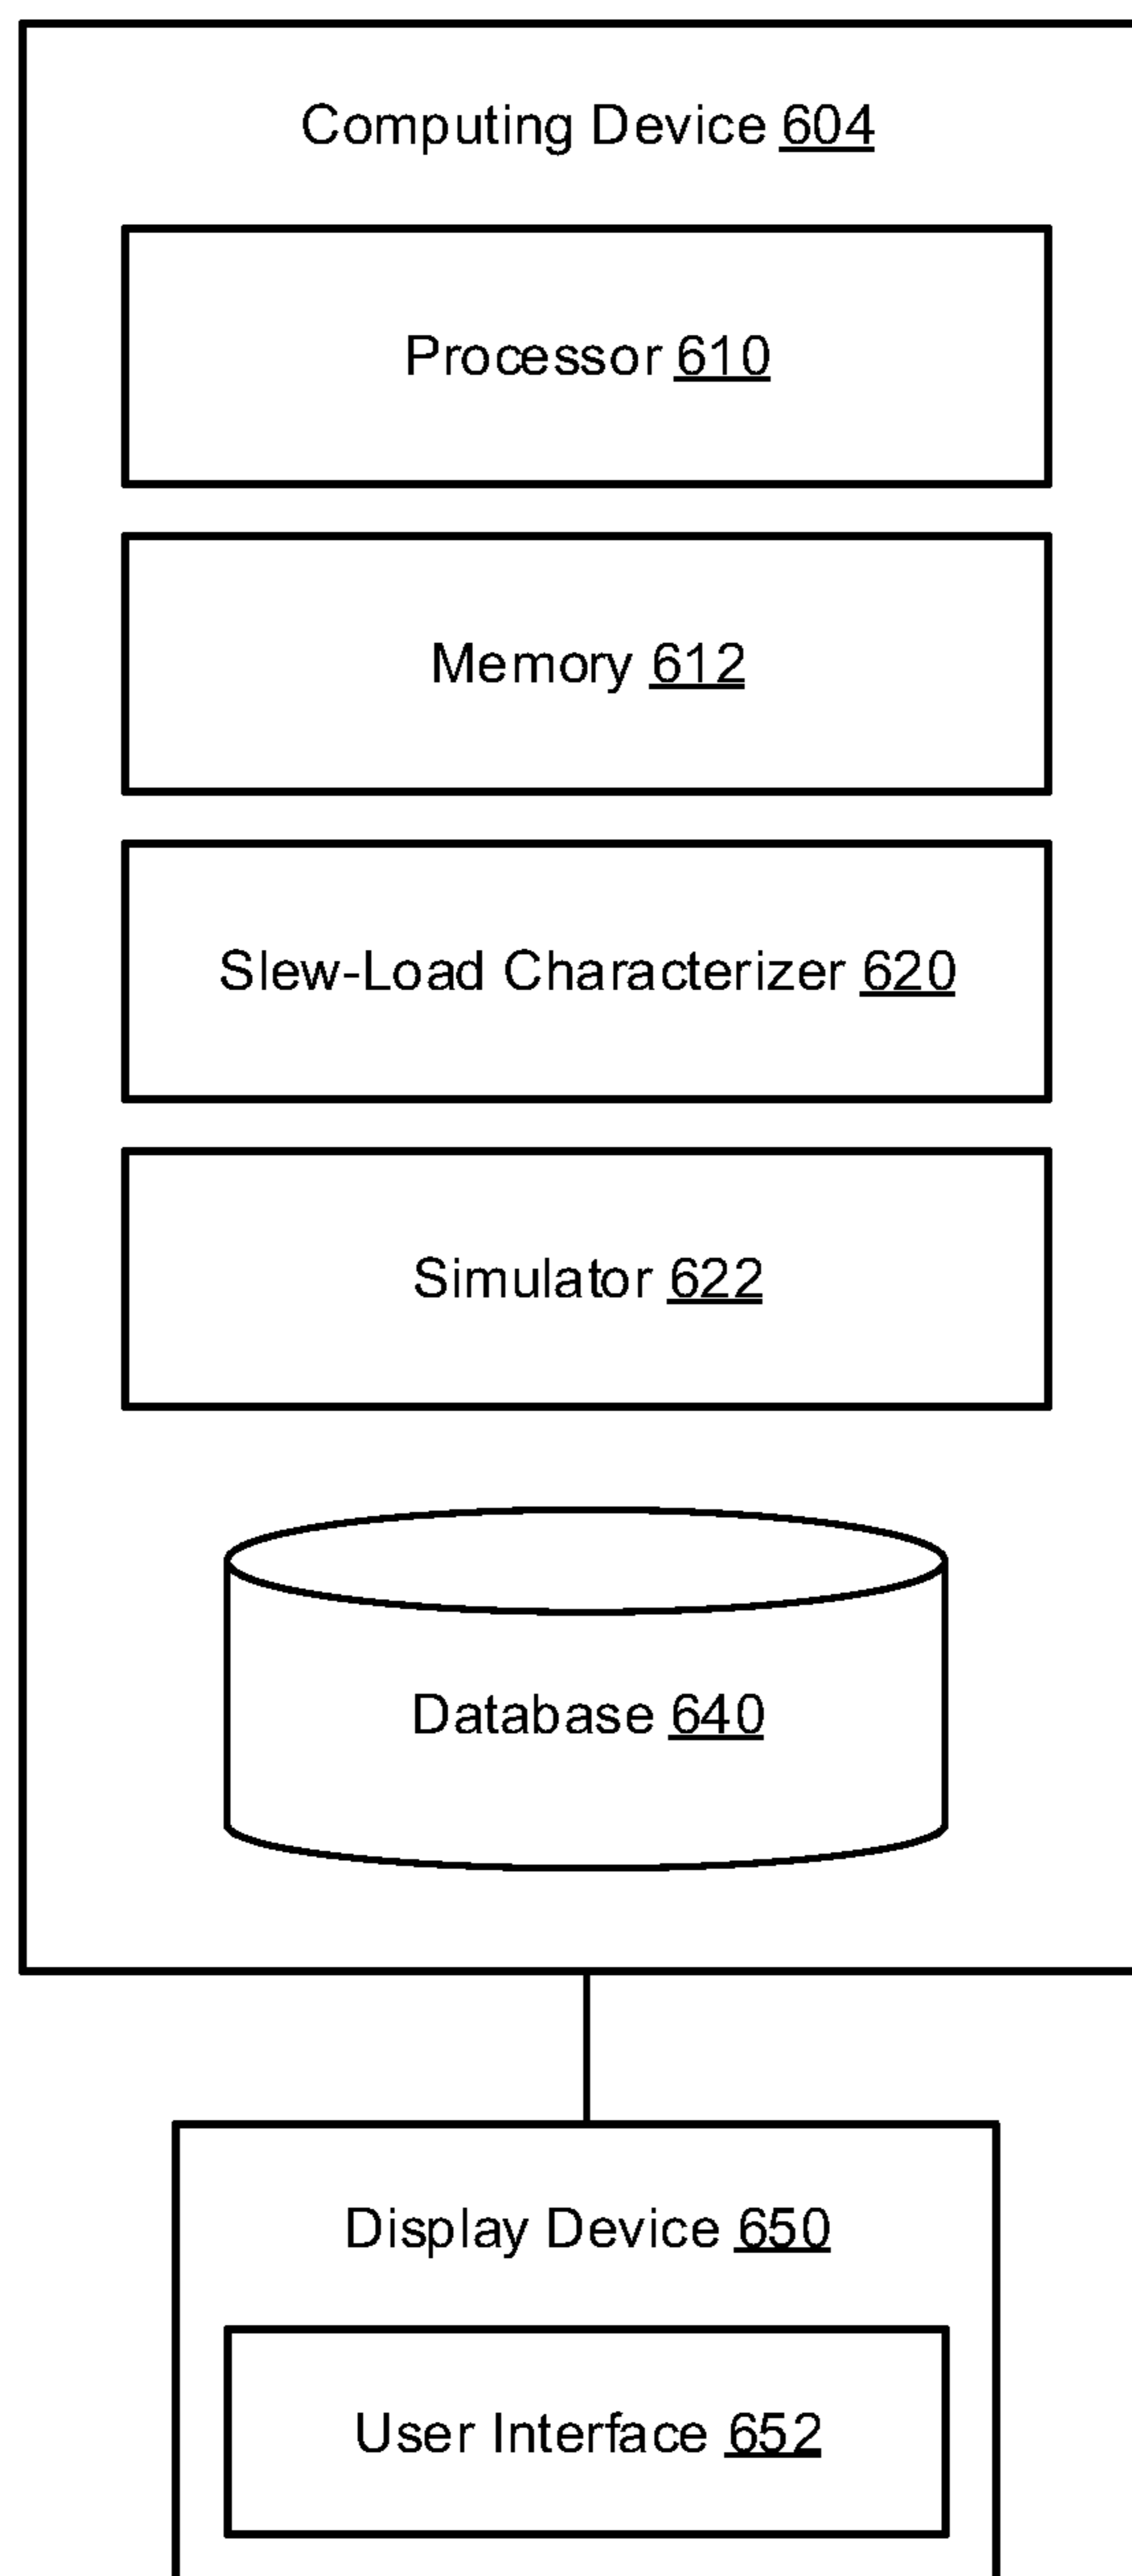 Computing Device 604
Processor 610
Memory 612
Slew-Load Characterizer 620
Simulator 622
Database 640
Display Device 650
User Interface 652